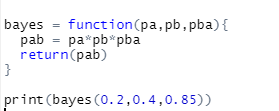 bayes = function(pa,pb,pba){
  pab = pa*pb*pba
  return(pab)
}
print(bayes(0.2,0.4,0.85))